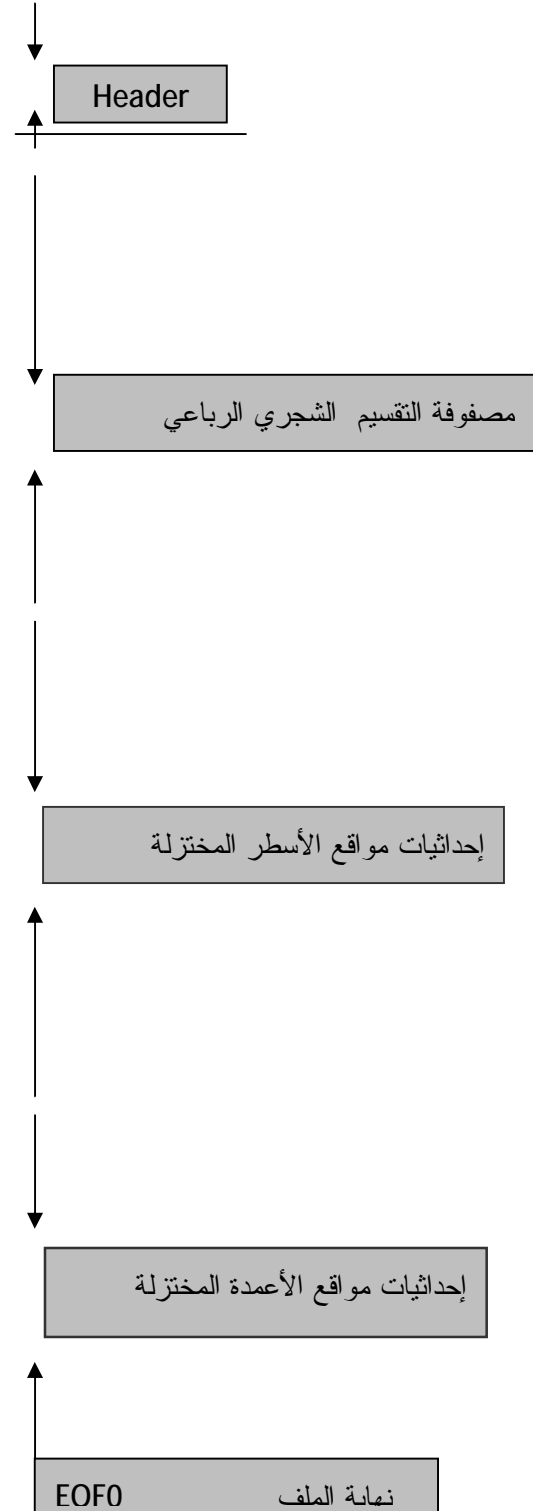 Header
مصفوفة التقسيم الشجري الرباعي
إحداثيات مواقع الأسطر المختزلة
إحداثيات مواقع الأعمدة المختزلة
نهاية الملف EOF0